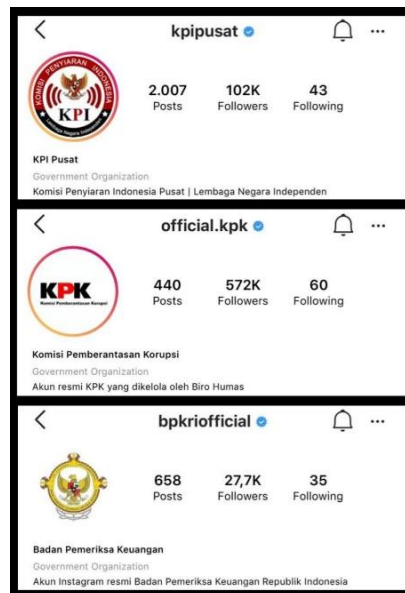 kpipusat
KOMISI PENYIARAN INDONESIA
KPI
Lembaga Negara Independen
2.007 102K 43
Posts Followers Following
KPI Pusat
Government Organization
Komisi Penyiaran Indonesia Pusat | Lembaga Negara Independen
official.kpk
KPK
Komisi Pemberantasan Korupsi
440 572K 60
Posts Followers Following
Komisi Pemberantasan Korupsi
Government Organization
Akun resmi KPK yang dikelola oleh Biro Humas
bpkriofficial
658 27,7K 35
Posts Followers Following
Badan Pemeriksa Keuangan
Government Organization
Akun Instagram resmi Badan Pemeriksa Keuangan Republik Indonesia